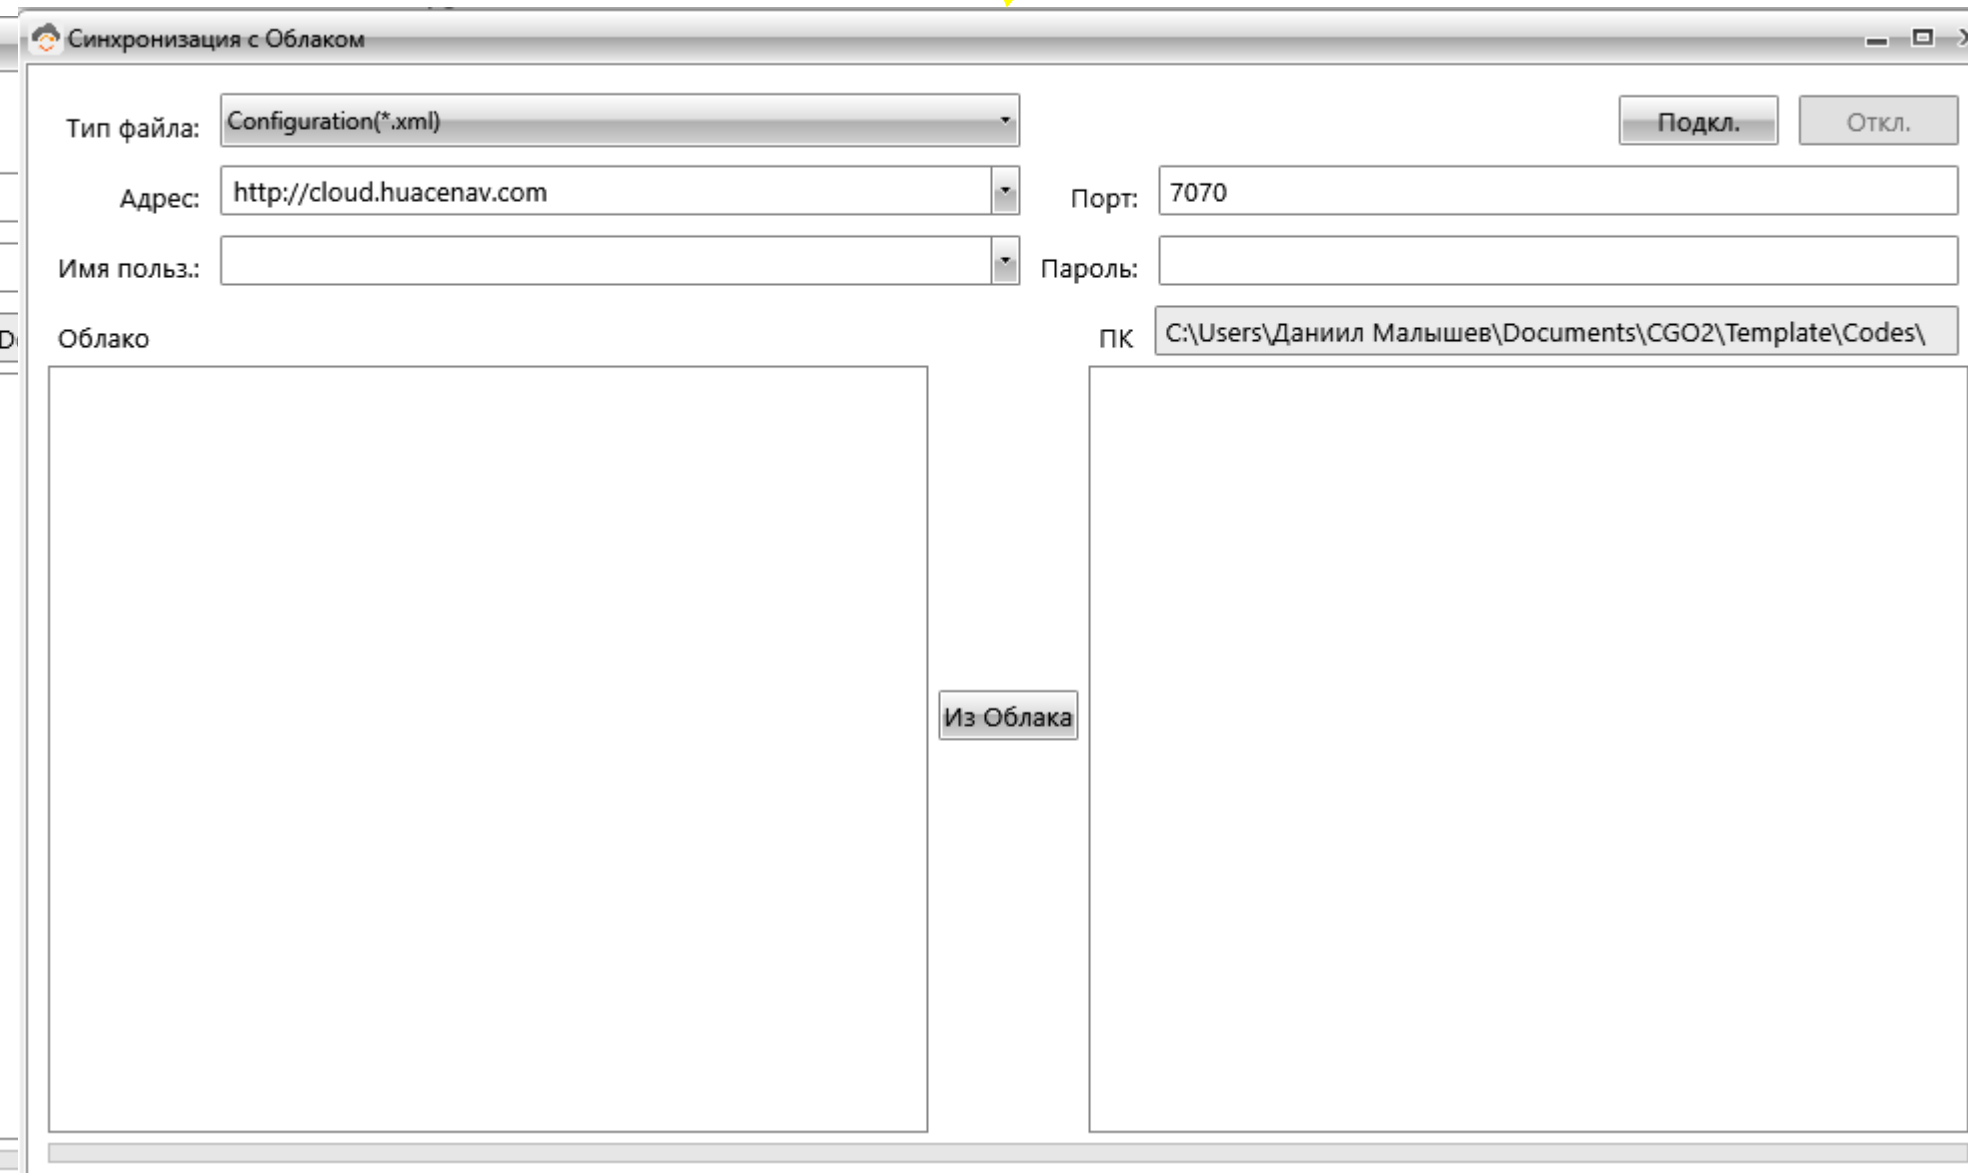 Синхронизация с Облаком
Тип файла: Configuration(*.xml) Подкл. Откл.
Адрес: http://cloud.huacenav.com Порт: 7070
Имя польз.: Пароль:
Облако ПК C:\Users\Даниил Малышев\Documents\CGO2\Template\Codes\
Из Облака